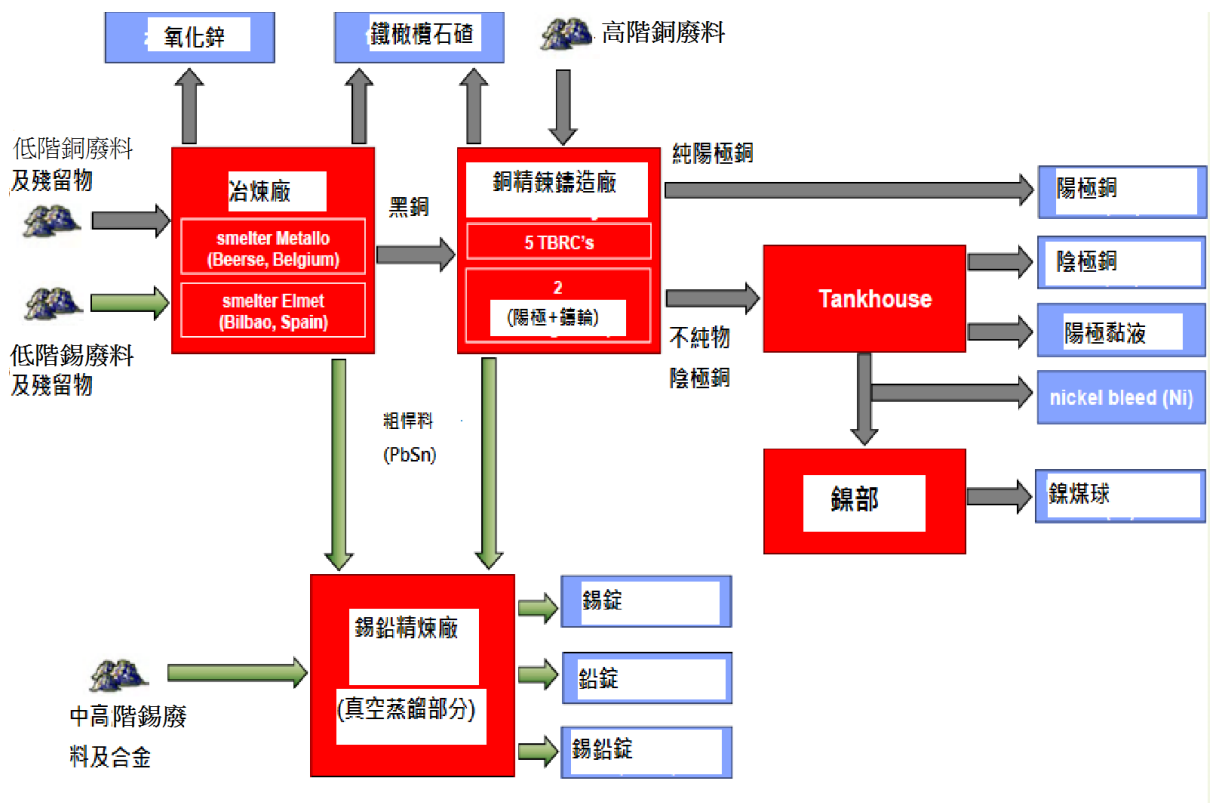 氧化鋅
鐵橄欖石碴
高階銅廢料
低階銅廢料
及殘留物
冶煉廠
smelter Metallo
(Beerse, Belgium)
smelter Elmet
(Bilbao, Spain)
低階錫廢料
及殘留物
黑銅
銅精鍊鑄造廠
5 TBRC's
2
(陽極+鑄輪)
純陽極銅
不純物
陰極銅
Tankhouse
陽極銅
陰極銅
陽極黏液
nickel bleed (Ni)
鎳部
鎳煤球
粗悍料
(PbSn)
錫鉛精煉廠
(真空蒸餾部分)
中高階錫廢
料及合金
錫錠
鉛錠
錫鉛錠